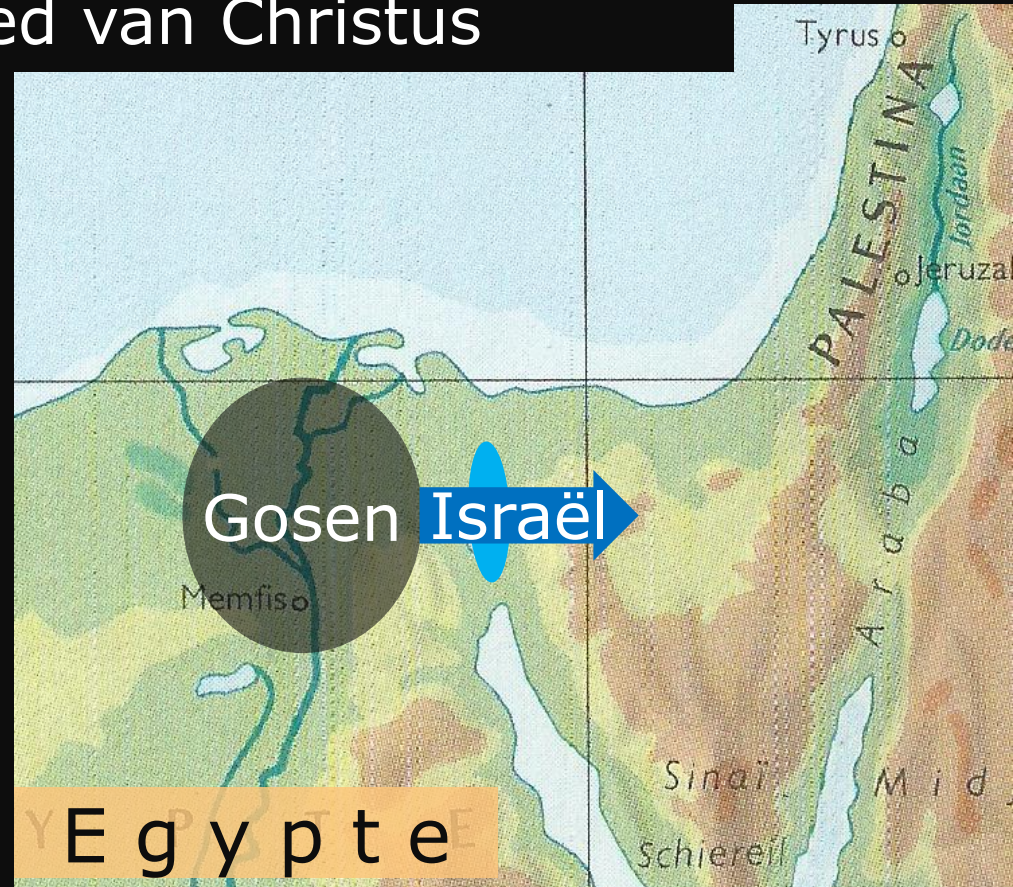 ed van Christus
Tyrus
PALESTINA
Jordaan
Jeruzal
Dode
Gosen
Israël
Araba
Memfis
Sinaï
Mid
Schiereil
Y P T E
Egypte